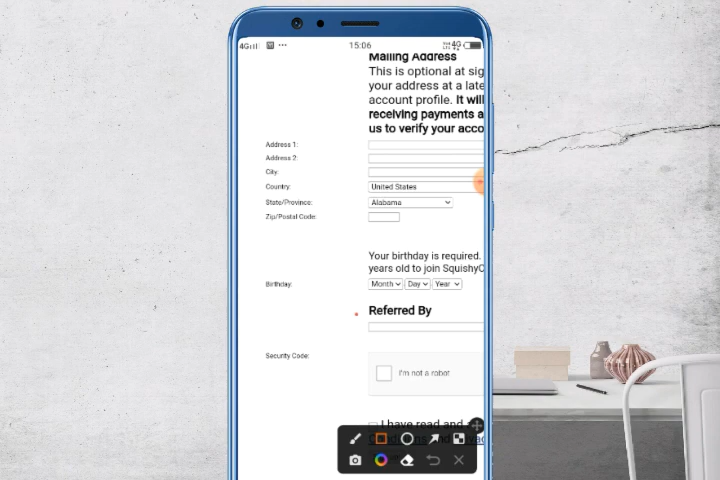 4G
15:06
4G
Mailing Address
This is optional at sig
your address at a late
account profile. It will
receiving payments a
us to verify your acco
Address 1:
Address 2:
City:
Country: United States
State/Province: Alabama
Zip/Postal Code:
Your birthday is required.
years old to join SquishyC
Birthday: Month Day Year
Referred By
Security Code: I'm not a robot
I have read and